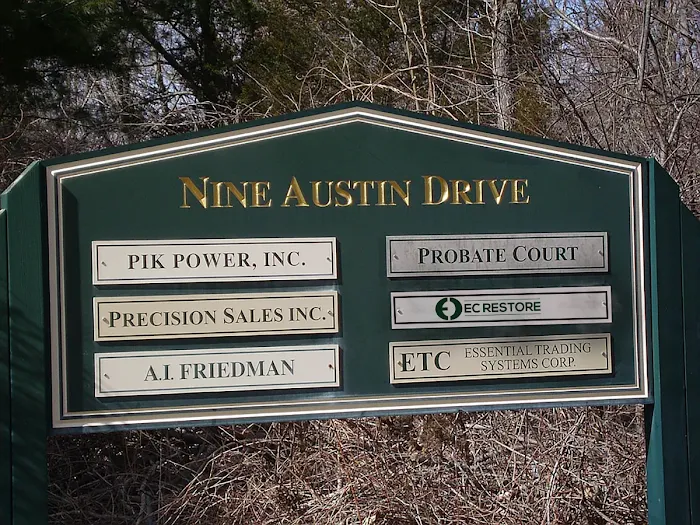 NINE AUSTIN DRIVE
PIK POWER, INC.
PRECISION SALES INC.
A.I. FRIEDMAN
PROBATE COURT
EC RESTORE
ETC ESSENTIAL TRADING
SYSTEMS CORP.